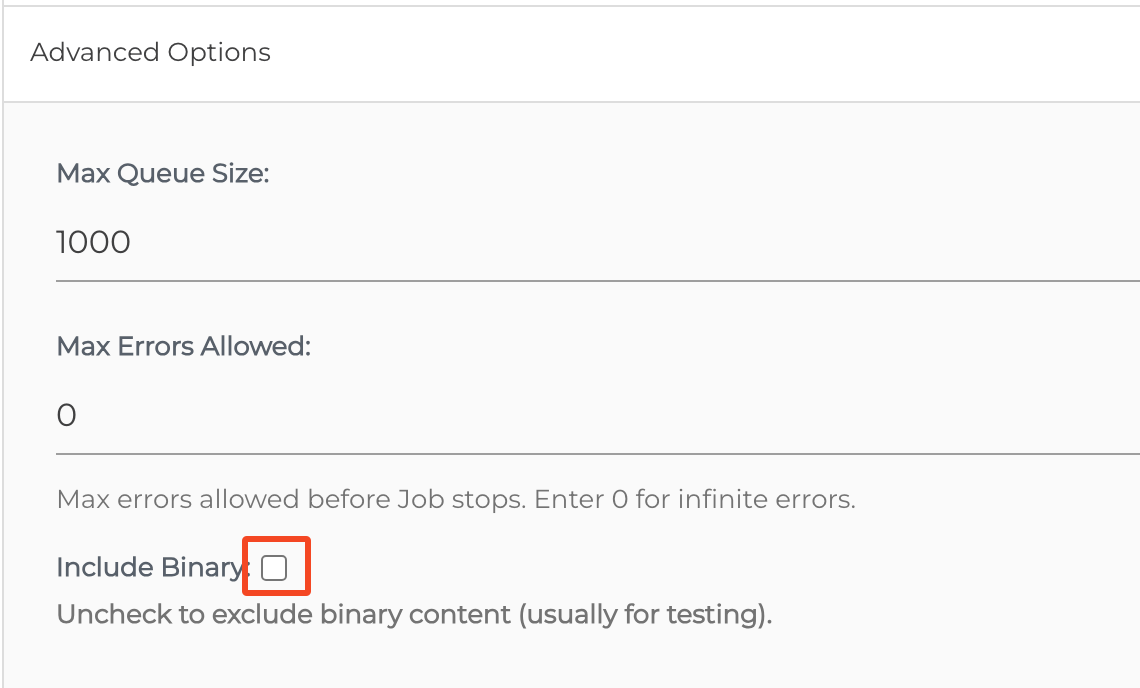 Advanced Options
Max Queue Size:
1000
Max Errors Allowed:
0
Max errors allowed before Job stops. Enter 0 for infinite errors.
Include Binary:
Uncheck to exclude binary content (usually for testing).